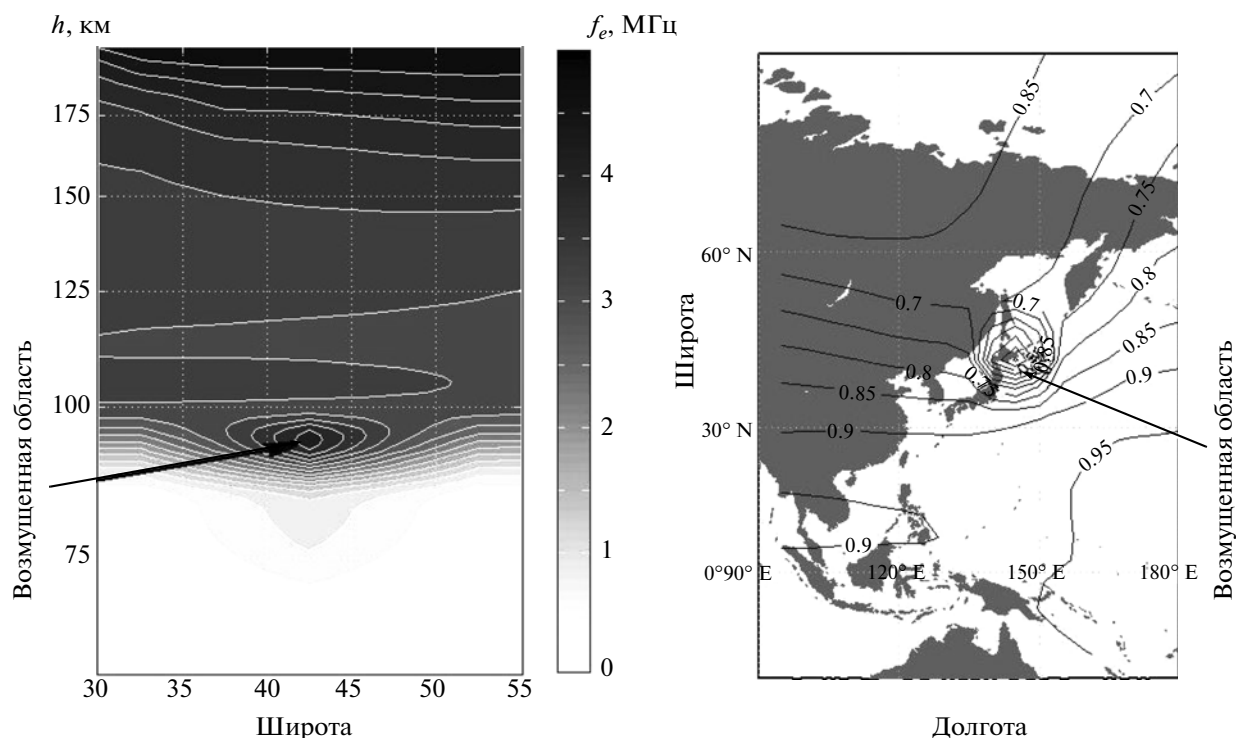 h, км
f_e, МГц
175
150
125
100
75
30
35
40
45
50
55
Широта
Возмущенная область
4
3
2
1
0
0.85
0.7
0.75
0.8
0.85
0.9
0.95
0.7
0.7
0.8
0.85
0.9
0.9
60° N
30° N
0°90° E
120° E
150° E
180° E
Широта
Долгота
Возмущенная область